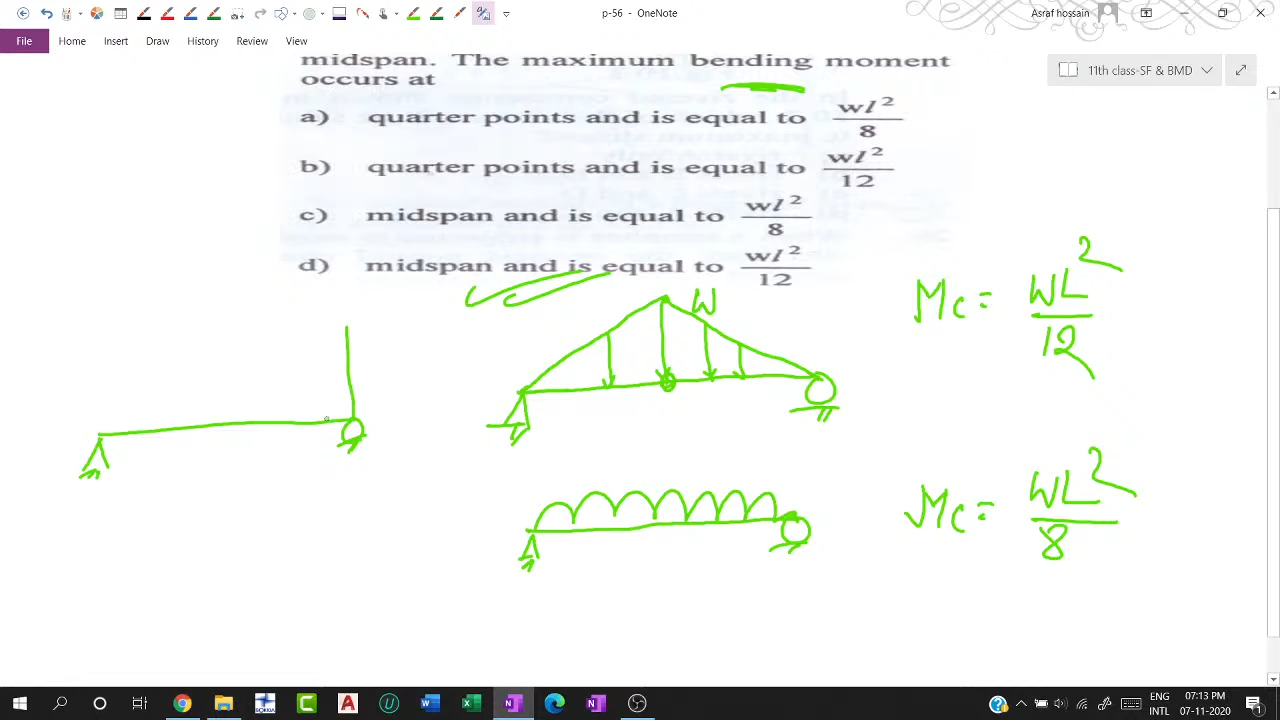 p-56 - OneNote
Asraf hossain
File Home Insert Draw History Review View
11th class SF & BMD
midspan. The maximum bending moment
occurs at
a) quarter points and is equal to wl²/8
b) quarter points and is equal to wl²/12
c) midspan and is equal to wl²/8
d) midspan and is equal to wl²/12
W
Mc = WL²/12
Mc = WL²/8
ENG 07:13 PM
INTL 07-11-2020